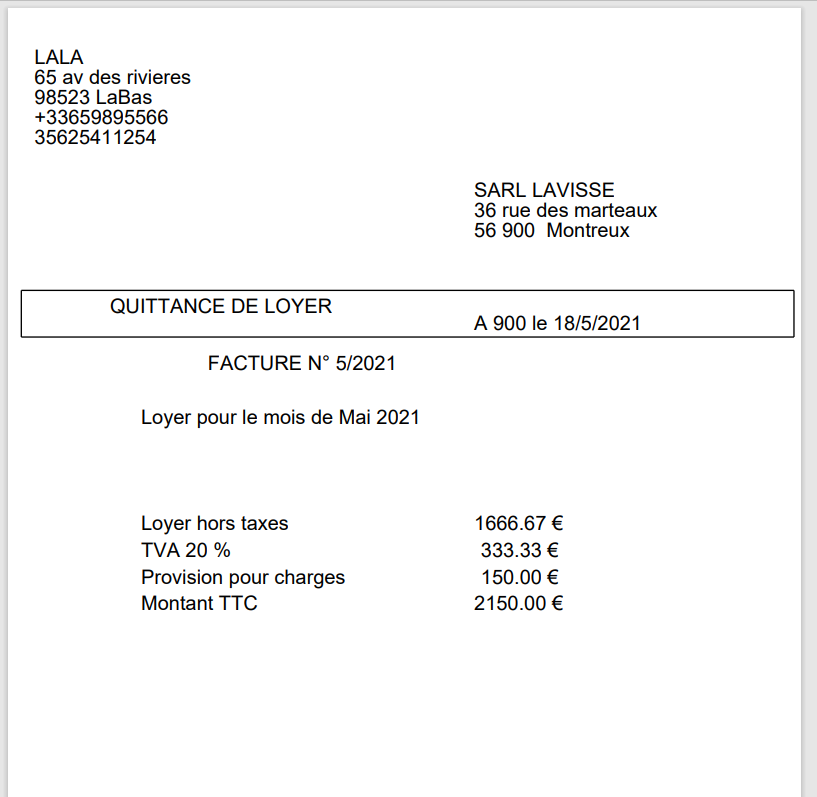 LALA
65 av des rivieres
98523 LaBas
+33659895566
35625411254
SARL LAVISSE
36 rue des marteaux
56 900  Montreux
QUITTANCE DE LOYER
A 900 le 18/5/2021
FACTURE N° 5/2021
Loyer pour le mois de Mai 2021
Loyer hors taxes 1666.67 €
TVA 20 % 333.33 €
Provision pour charges 150.00 €
Montant TTC 2150.00 €